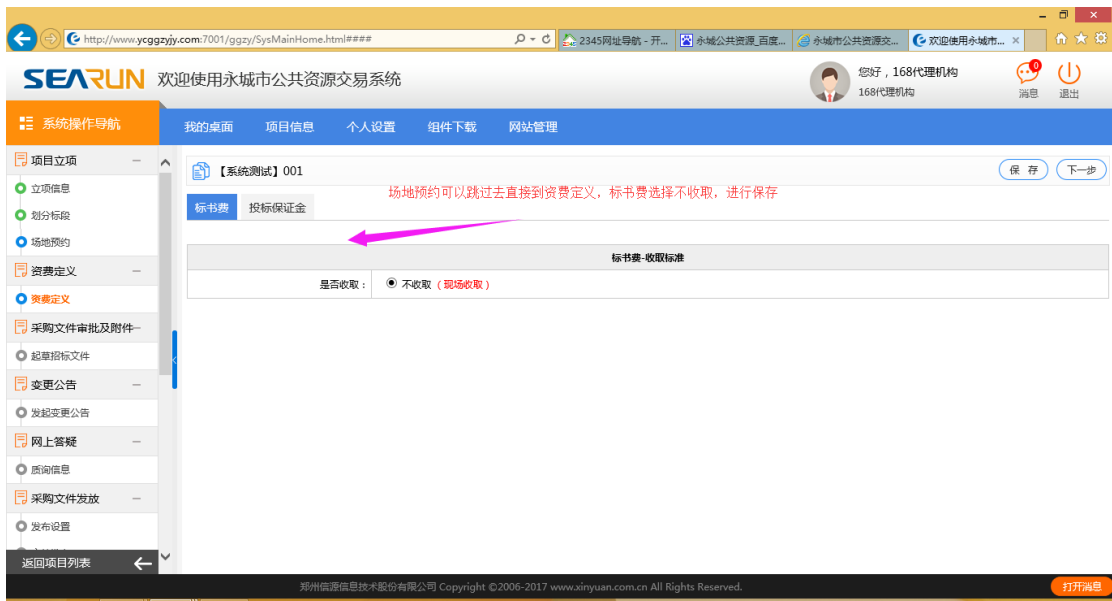 http://www.ycggzyjy.com:7001/ggzy/SysMainHome.html####
2345网址导航 - 开...
永城公共资源_百度...
永城市公共资源交...
欢迎使用永城市...
SEARUN 欢迎使用永城市公共资源交易系统
您好，168代理机构
168代理机构
0
消息
退出
系统操作导航
我的桌面 项目信息 个人设置 组件下载 网站管理
项目立项
立项信息
划分标段
场地预约
资费定义
资费定义
采购文件审批及附件
起草招标文件
变更公告
发起变更公告
网上答疑
质询信息
采购文件发放
发布设置
返回项目列表
【系统测试】001
保 存
下一步
场地预约可以跳过去直接到资费定义，标书费选择不收取，进行保存
标书费 投标保证金
标书费-收取标准
是否收取： 不收取（现场收取）
郑州信源信息技术股份有限公司 Copyright ©2006-2017 www.xinyuan.com.cn All Rights Reserved.
打开消息